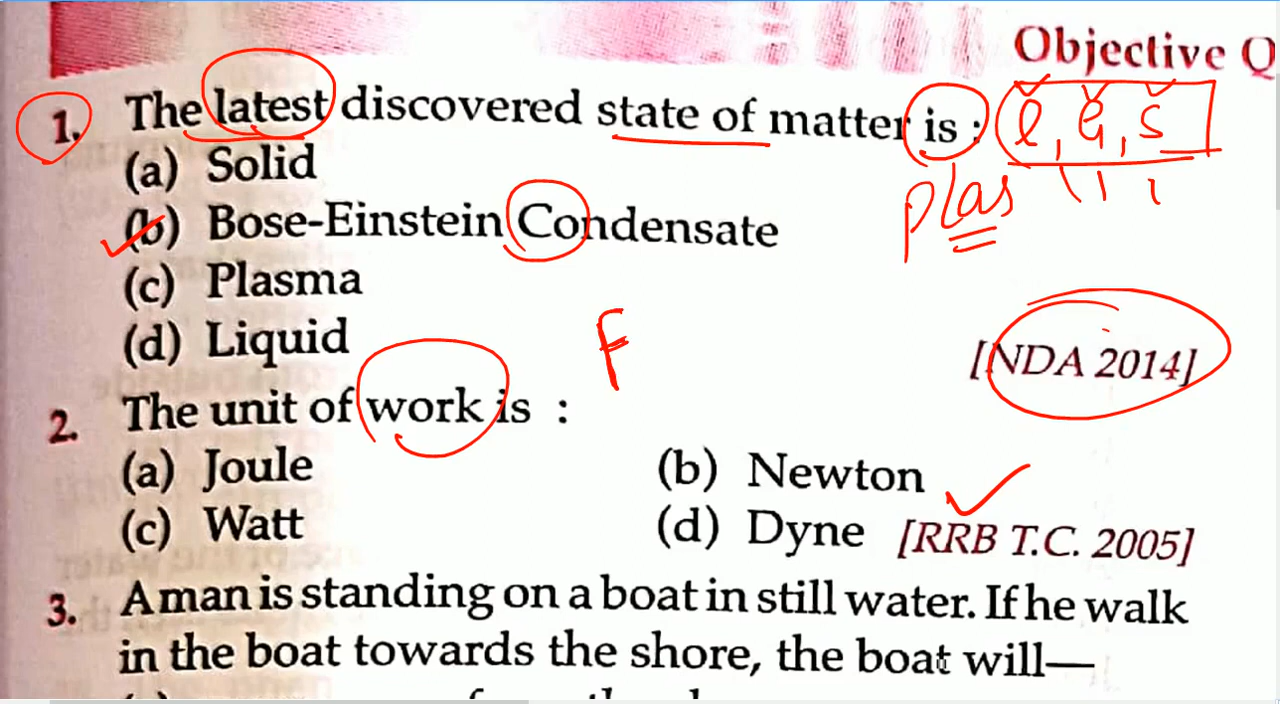 Objective Q
1. The latest discovered state of matter is : l, G, s
(a) Solid
plas
(b) Bose-Einstein Condensate
(c) Plasma
(d) Liquid
F
[NDA 2014]
2. The unit of work is :
(a) Joule (b) Newton
(c) Watt (d) Dyne [RRB T.C. 2005]
3. A man is standing on a boat in still water. If he walk
in the boat towards the shore, the boat will—